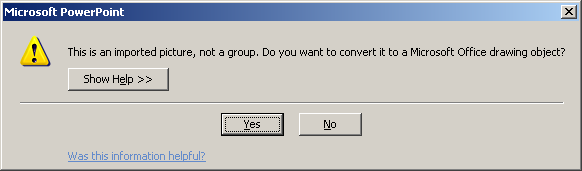 Microsoft PowerPoint
This is an imported picture, not a group. Do you want to convert it to a Microsoft Office drawing object?
Show Help >>
Yes
No
Was this information helpful?